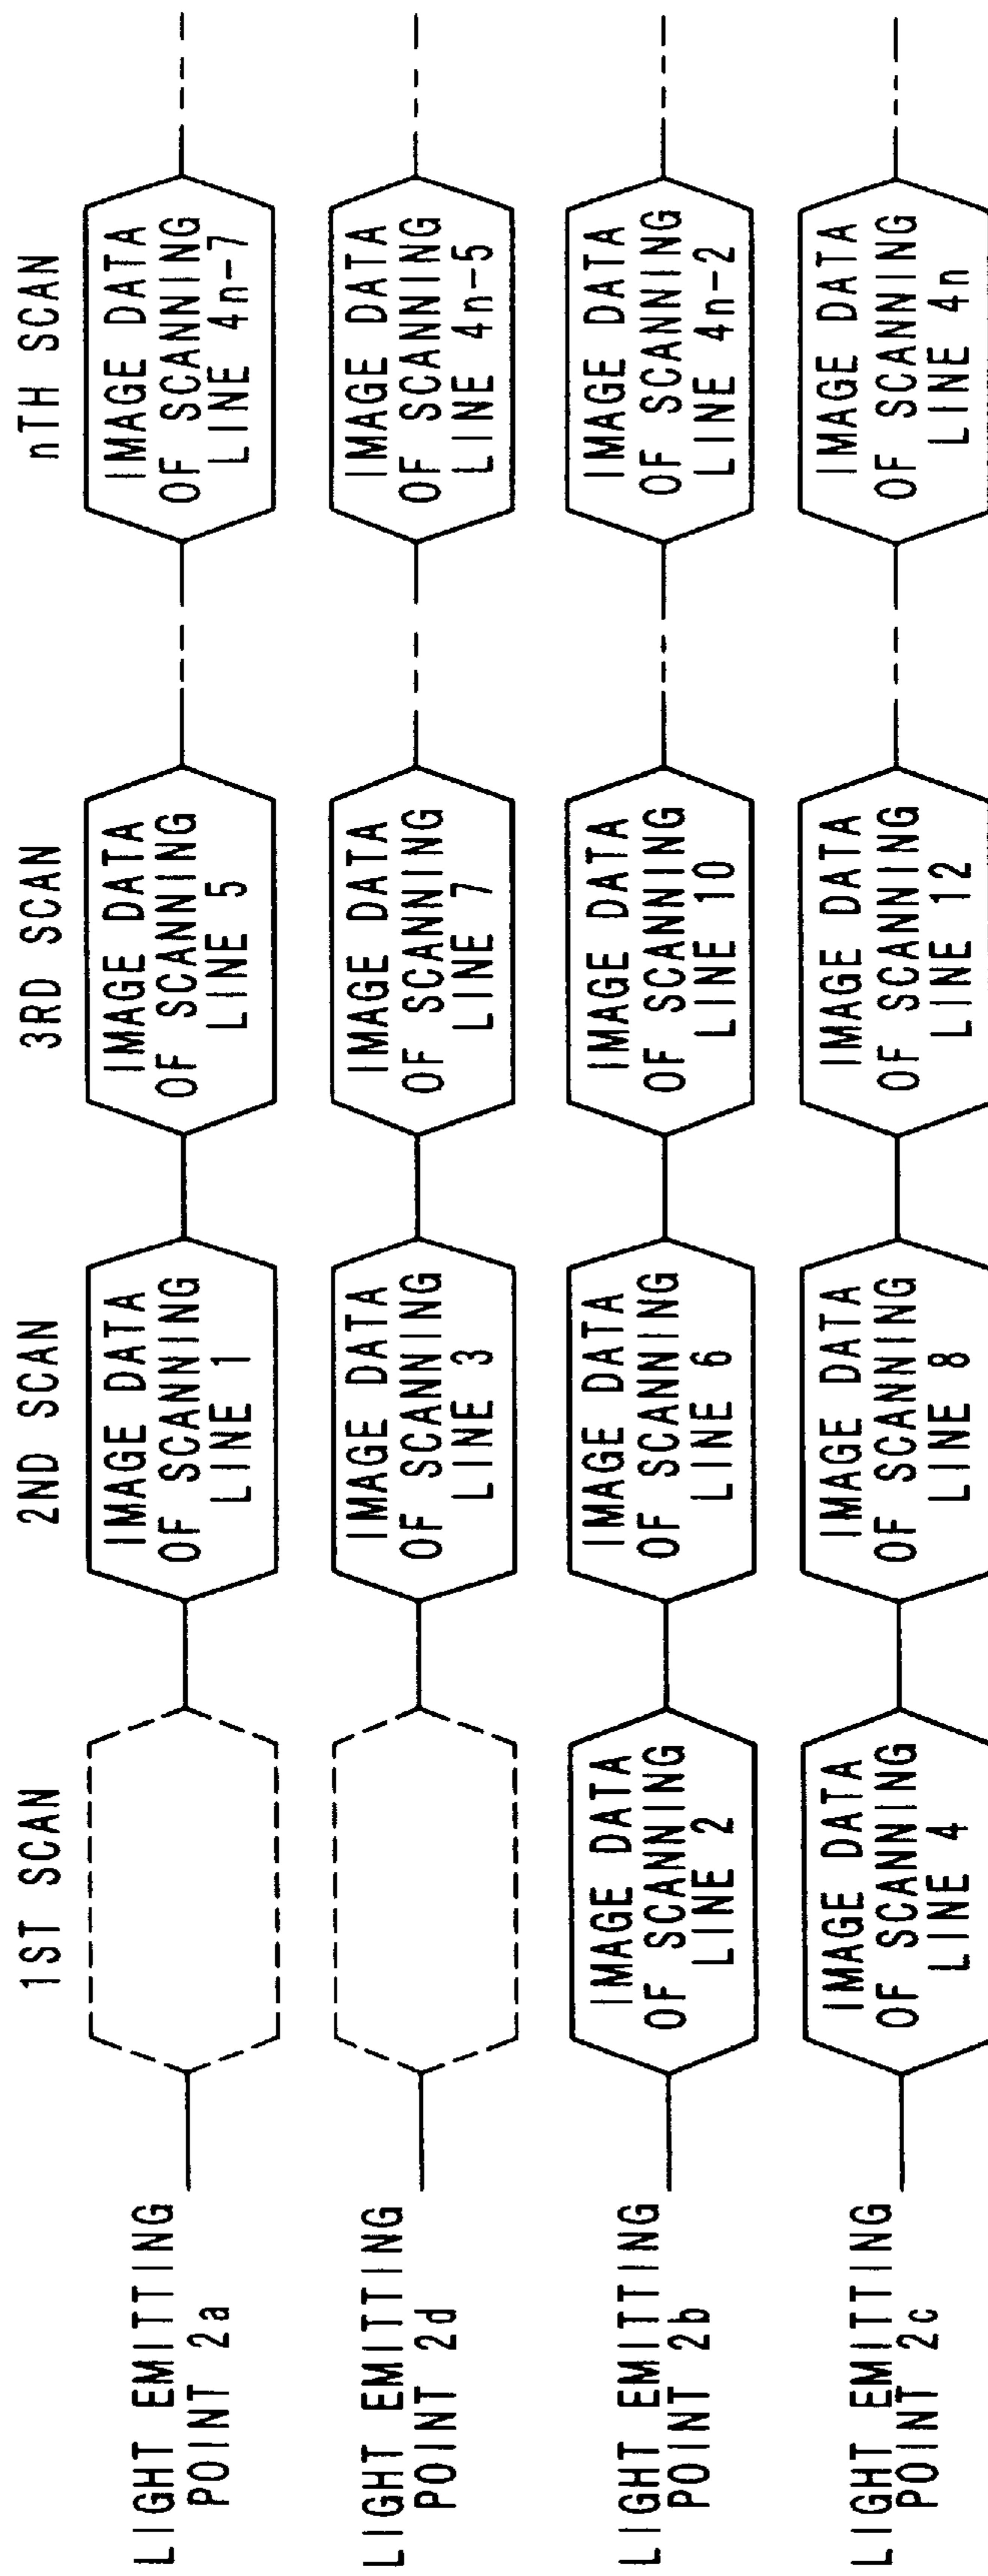 1ST SCAN
2ND SCAN
3RD SCAN
nTH SCAN
LIGHT EMITTING
POINT 2a
IMAGE DATA
OF SCANNING
LINE 1
IMAGE DATA
OF SCANNING
LINE 5
IMAGE DATA
OF SCANNING
LINE 4n-7
LIGHT EMITTING
POINT 2d
IMAGE DATA
OF SCANNING
LINE 3
IMAGE DATA
OF SCANNING
LINE 7
IMAGE DATA
OF SCANNING
LINE 4n-5
LIGHT EMITTING
POINT 2b
IMAGE DATA
OF SCANNING
LINE 2
IMAGE DATA
OF SCANNING
LINE 6
IMAGE DATA
OF SCANNING
LINE 10
IMAGE DATA
OF SCANNING
LINE 4n-2
LIGHT EMITTING
POINT 2c
IMAGE DATA
OF SCANNING
LINE 4
IMAGE DATA
OF SCANNING
LINE 8
IMAGE DATA
OF SCANNING
LINE 12
IMAGE DATA
OF SCANNING
LINE 4n